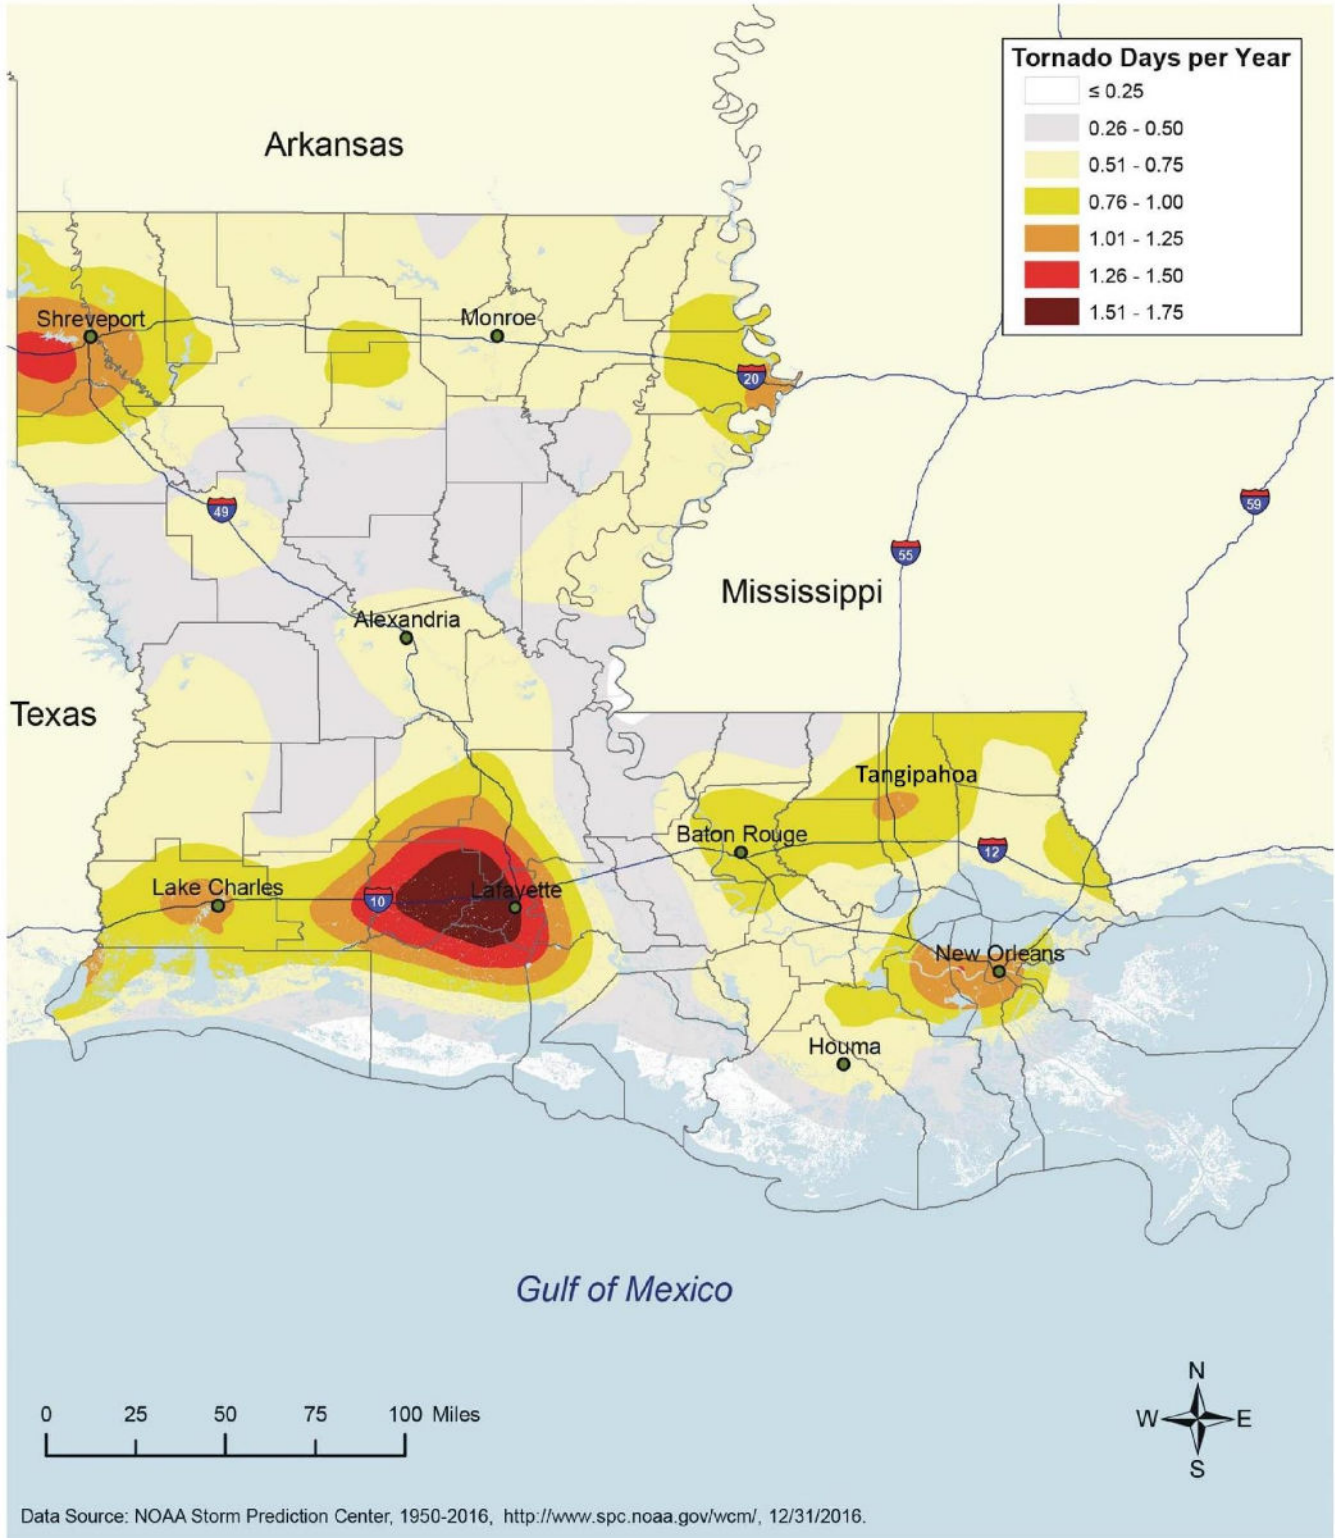 Tornado Days per Year
≤ 0.25
0.26 - 0.50
0.51 - 0.75
0.76 - 1.00
1.01 - 1.25
1.26 - 1.50
1.51 - 1.75
Arkansas
Shreveport
Monroe
20
49
59
55
Mississippi
Alexandria
Texas
Tangipahoa
Baton Rouge
12
Lake Charles
10
Lafayette
New Orleans
Houma
Gulf of Mexico
N
W E
S
0 25 50 75 100 Miles
Data Source: NOAA Storm Prediction Center, 1950-2016, http://www.spc.noaa.gov/wcm/, 12/31/2016.